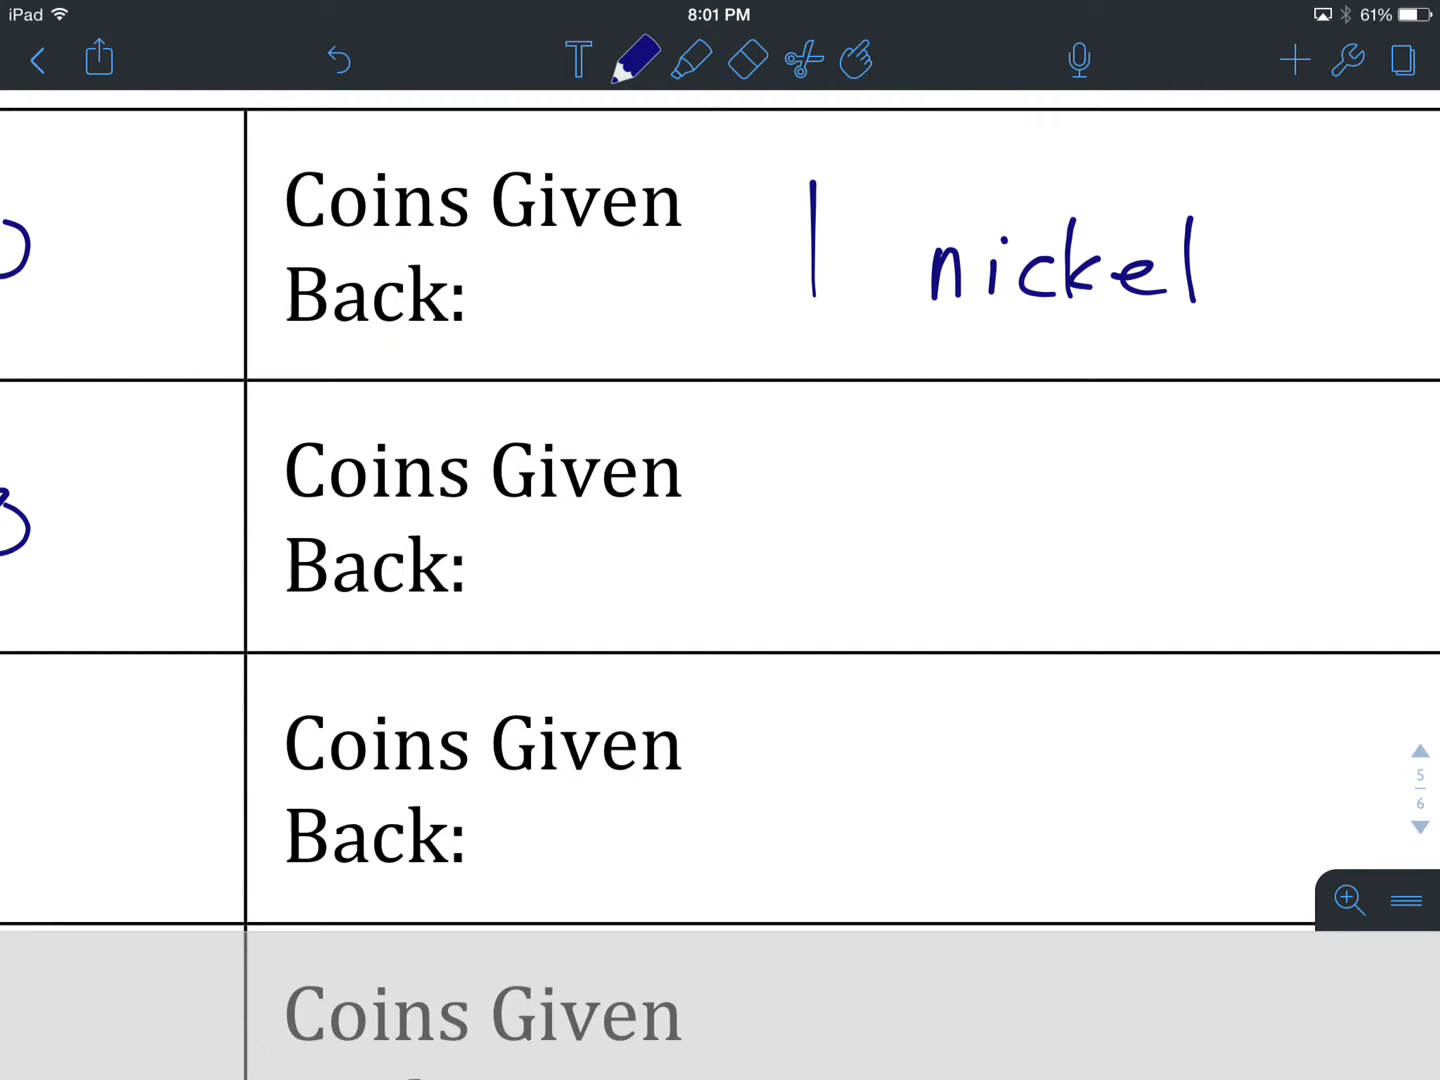 iPad 8:01 PM 61%
T
Coins Given
Back:
1 nickel
Coins Given
Back:
Coins Given
Back:
5
6
Coins Given